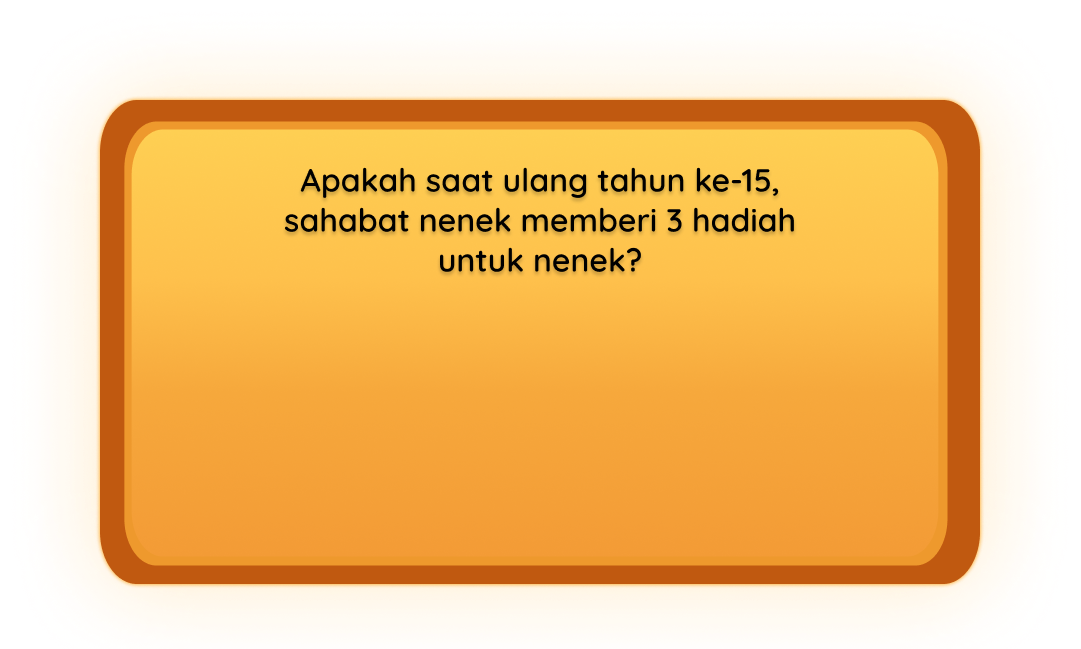 Apakah saat ulang tahun ke-15,
sahabat nenek memberi 3 hadiah
untuk nenek?